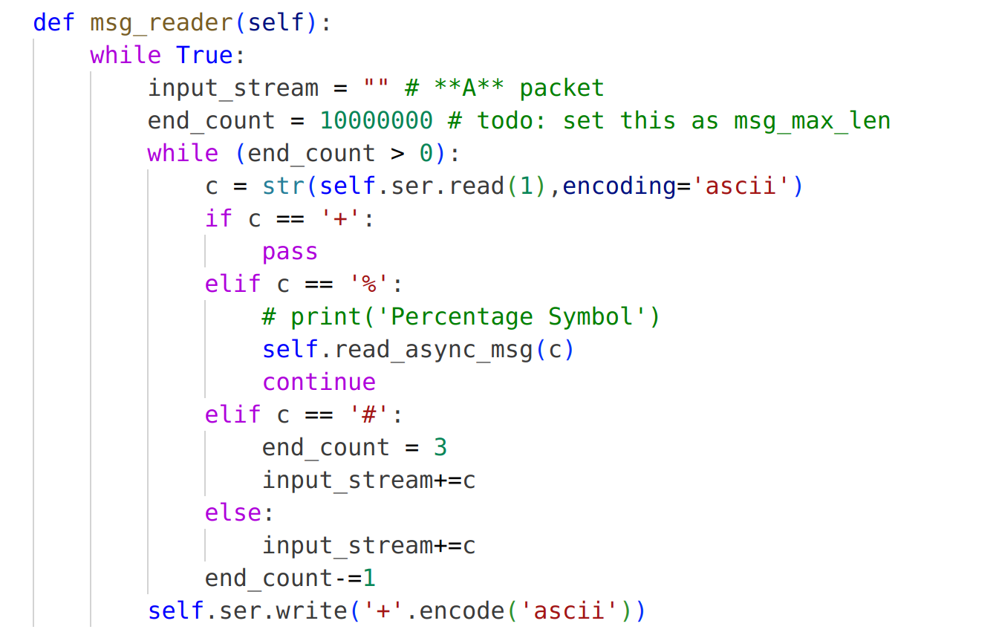 def msg_reader(self):
    while True:
        input_stream = "" # **A** packet
        end_count = 10000000 # todo: set this as msg_max_len
        while (end_count > 0):
            c = str(self.ser.read(1),encoding='ascii')
            if c == '+':
                pass
            elif c == '%':
                # print('Percentage Symbol')
                self.read_async_msg(c)
                continue
            elif c == '#':
                end_count = 3
                input_stream+=c
            else:
                input_stream+=c
            end_count-=1
        self.ser.write('+'.encode('ascii'))